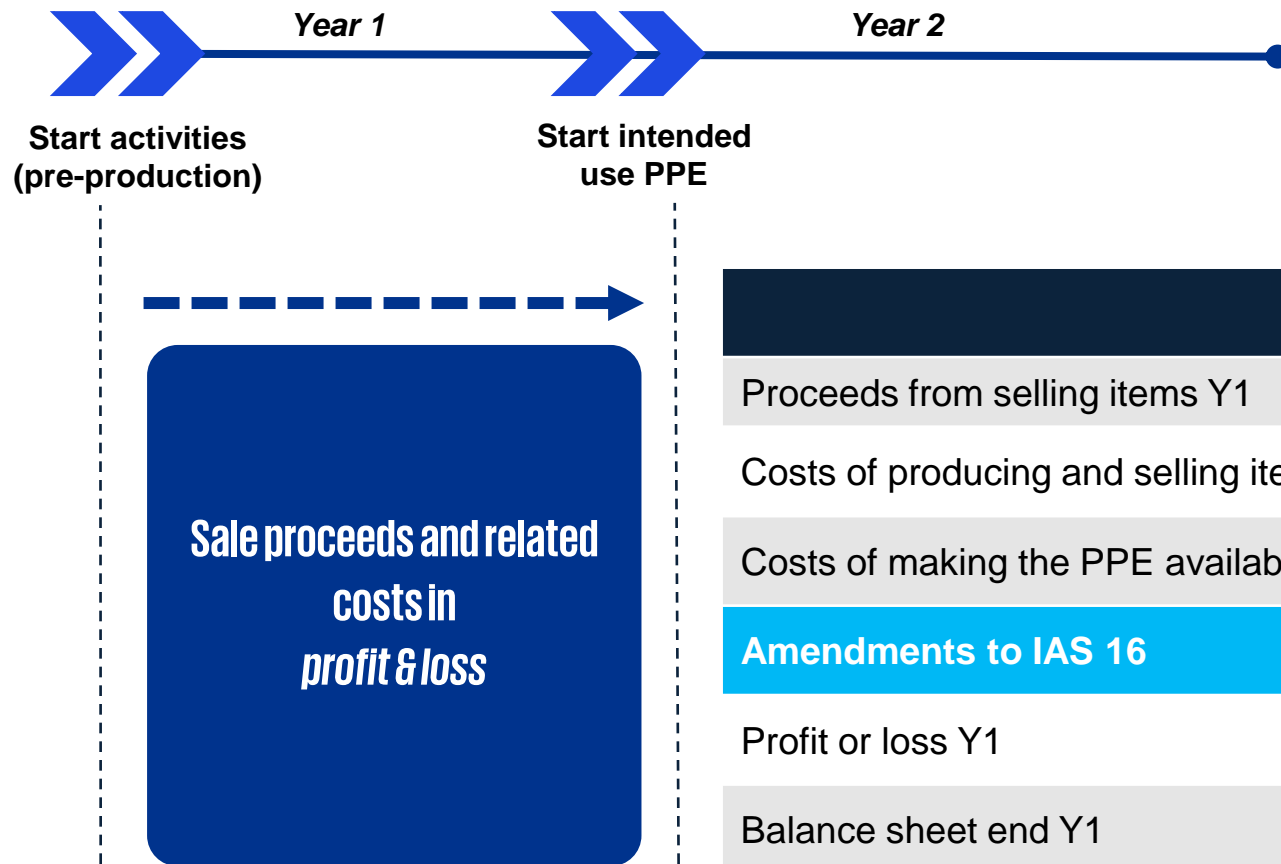 Year 1
Year 2
Start activities
(pre-production)
Start intended
use PPE
Sale proceeds and related
costs in
profit & loss
Proceeds from selling items Y1
Costs of producing and selling ite
Costs of making the PPE availab
Amendments to IAS 16
Profit or loss Y1
Balance sheet end Y1